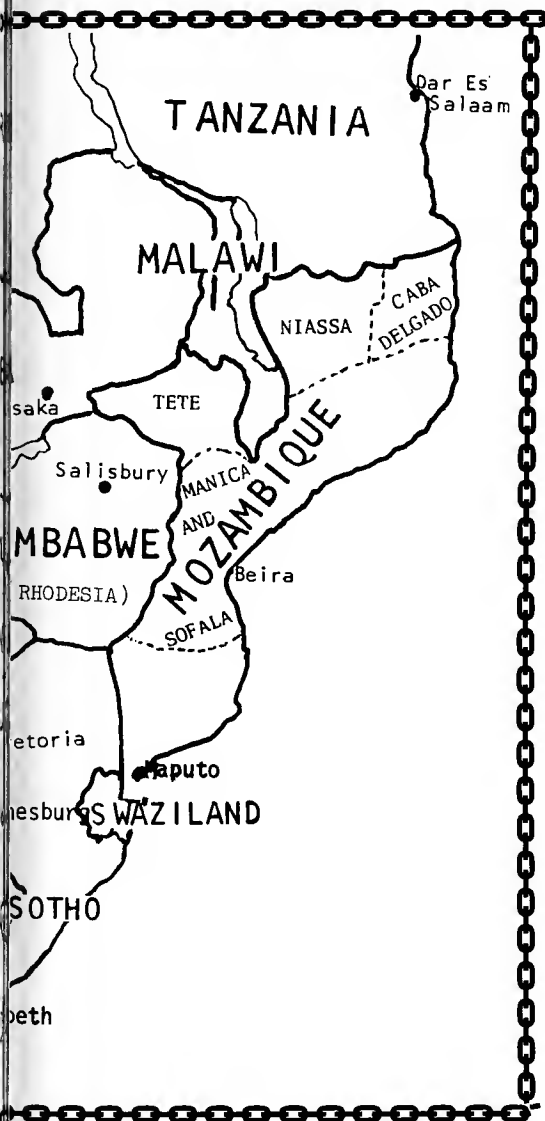 Dar Es
Salaam
TANZANIA
MALAWI
CABA
DELGADO
NIASSA
saka
TETE
Salisbury
MANICA
AND
MOZAMBIQUE
MBABWE
RHODESIA)
Beira
SOFALA
etoria
Maputo
nesburg
SWAZILAND
SOTHO
beth